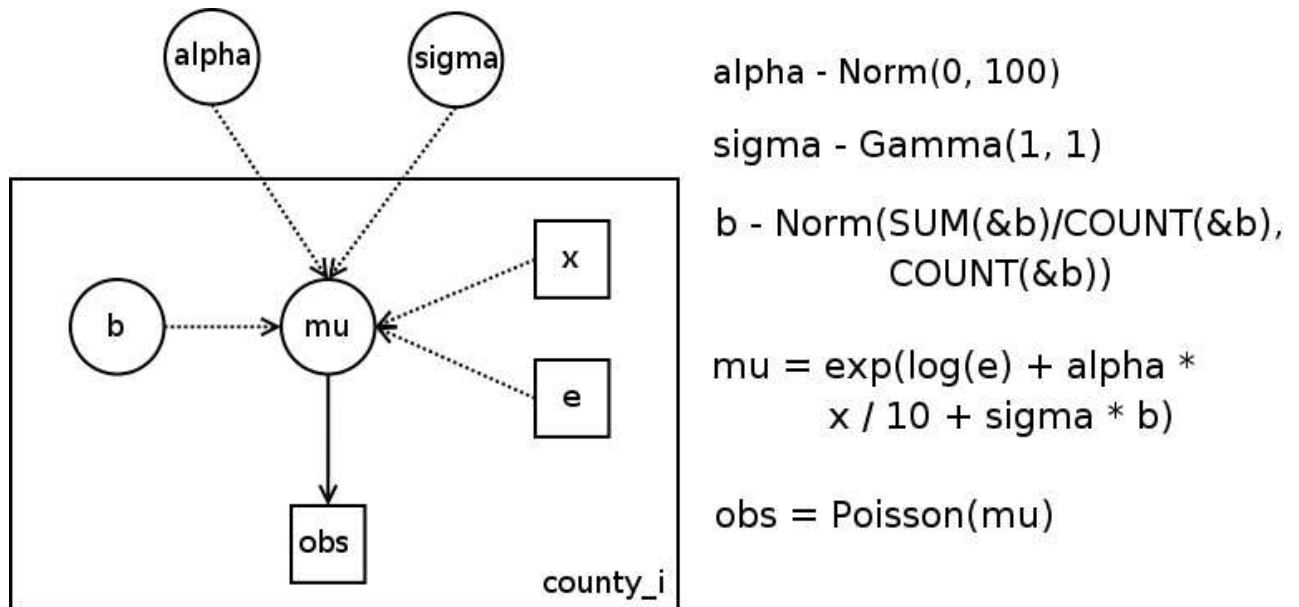 alpha
sigma
x
b
mu
e
obs
county_i
alpha - Norm(0, 100)
sigma - Gamma(1, 1)
b - Norm(SUM(&b)/COUNT(&b),
COUNT(&b))
mu = exp(log(e) + alpha *
x / 10 + sigma * b)
obs = Poisson(mu)